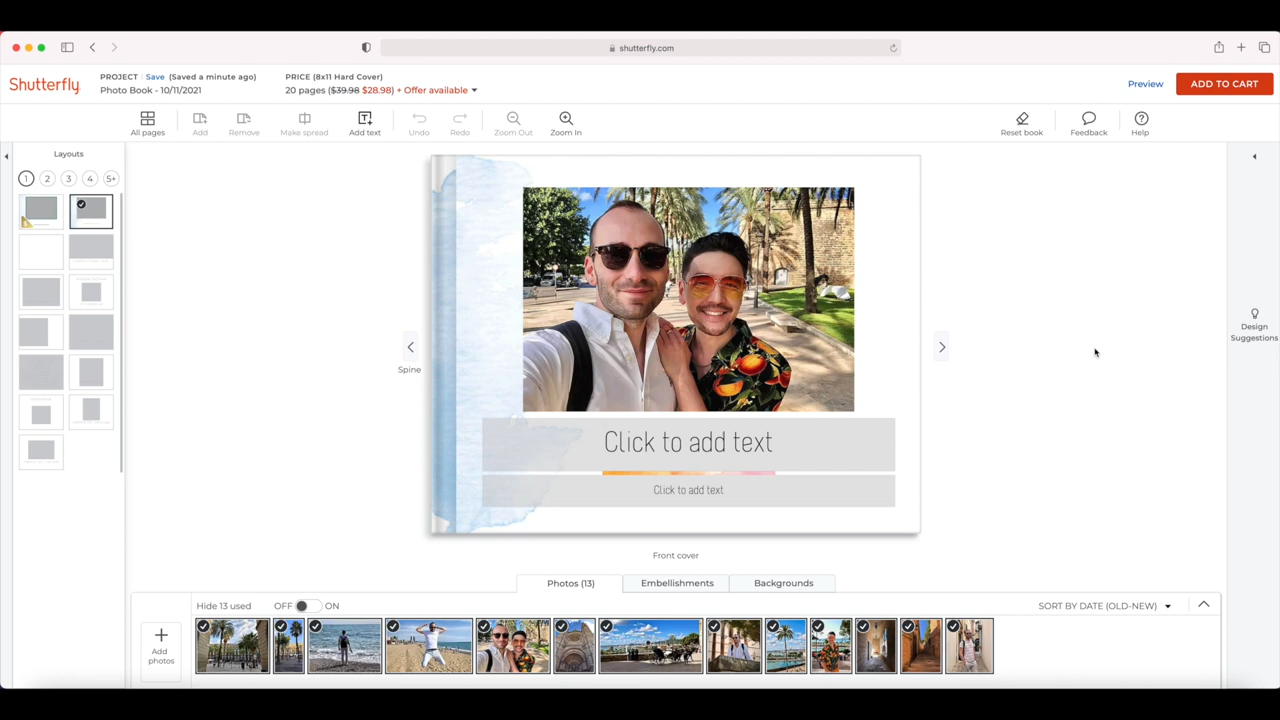 shutterfly.com
Shutterfly
PROJECT | Save (Saved a minute ago)
Photo Book - 10/11/2021
PRICE (8x11 Hard Cover)
20 pages ($39.98 $28.98) + Offer available
Preview
ADD TO CART
All pages
Add
Remove
Make spread
Add text
Undo
Redo
Zoom Out
Zoom In
Reset book
Feedback
Help
Layouts
1 2 3 4 5+
Click to add text
Click to add text
Spine
Front cover
Design
Suggestions
Photos (13)
Embellishments
Backgrounds
Hide 13 used
OFF
ON
SORT BY DATE (OLD-NEW)
Add
photos